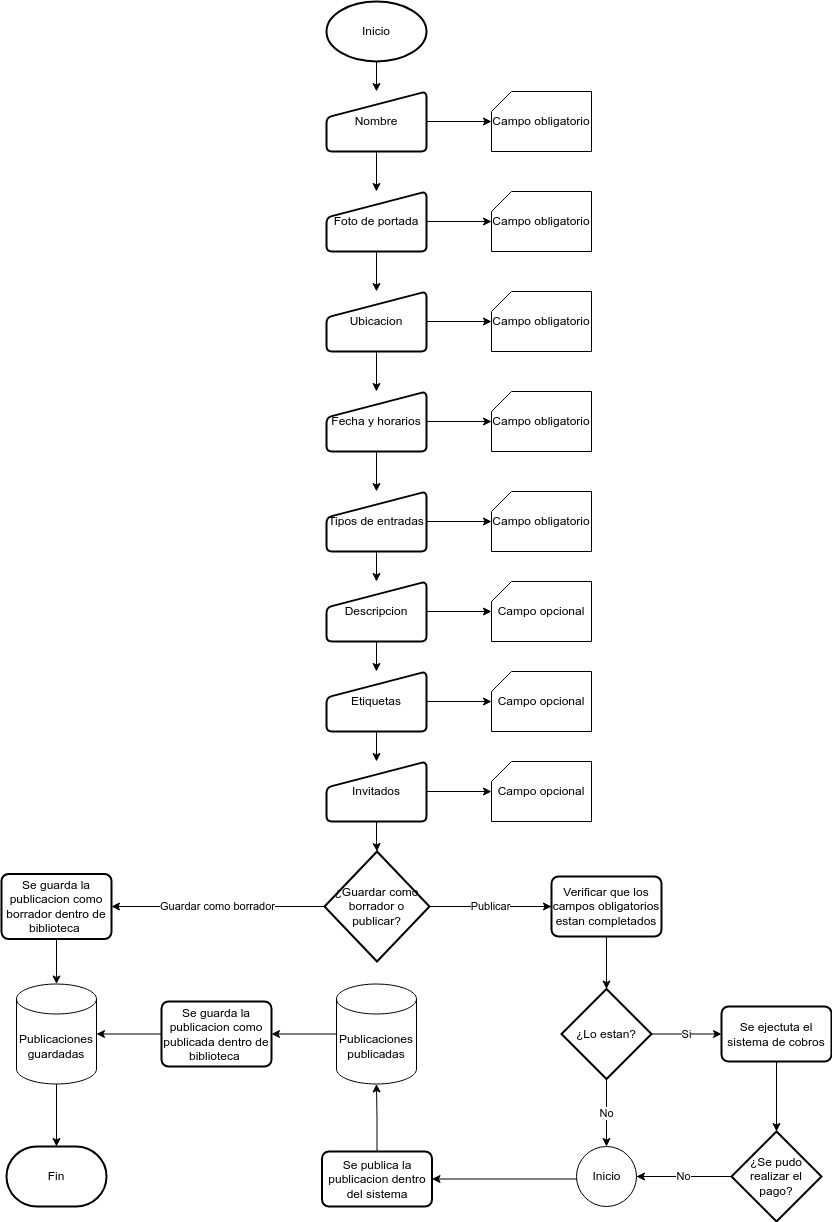 Inicio
Nombre
Campo obligatorio
Foto de portada
Campo obligatorio
Ubicacion
Campo obligatorio
Fecha y horarios
Campo obligatorio
Tipos de entradas
Campo obligatorio
Descripcion
Campo opcional
Etiquetas
Campo opcional
Invitados
Campo opcional
¿Guardar como
borrador o
publicar?
Guardar como borrador
Se guarda la
publicacion como
borrador dentro de
biblioteca
Publicar
Verificar que los
campos obligatorios
estan completados
¿Lo estan?
Si
Se ejectuta el
sistema de cobros
No
¿Se pudo
realizar el
pago?
No
Inicio
Se publica la
publicacion dentro
del sistema
Publicaciones
publicadas
Se guarda la
publicacion como
publicada dentro de
biblioteca
Publicaciones
guardadas
Fin